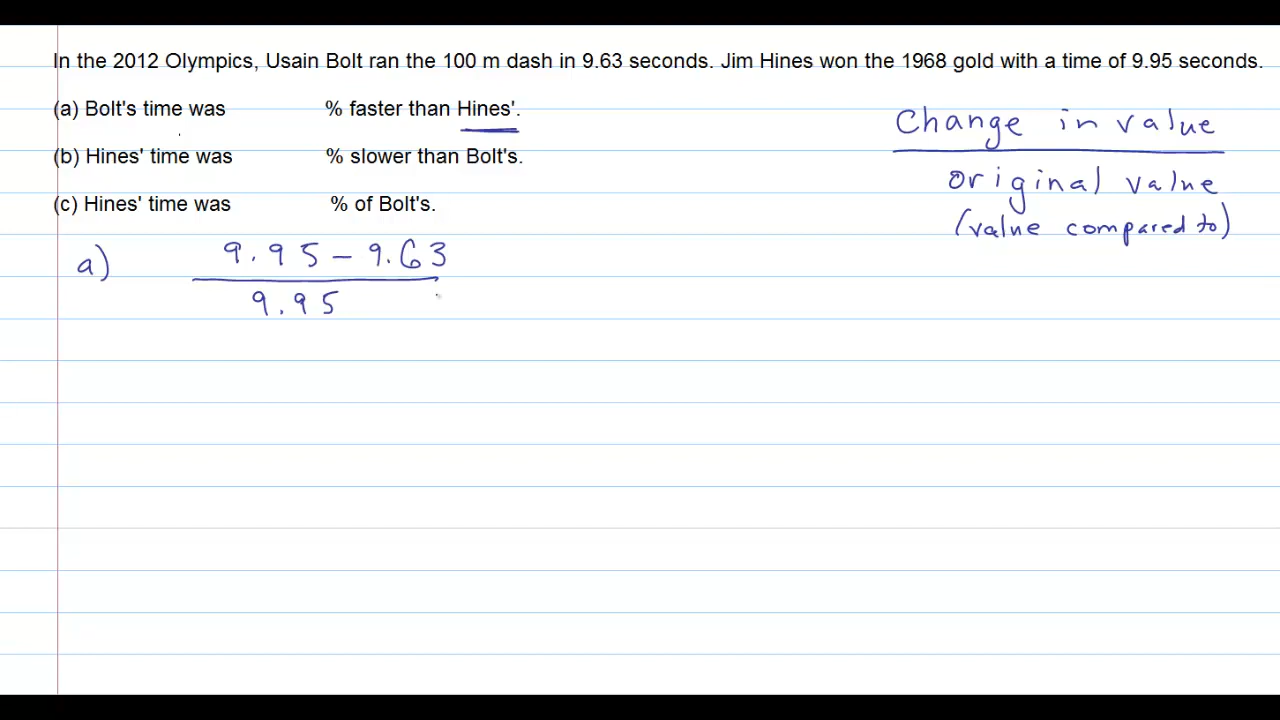 In the 2012 Olympics, Usain Bolt ran the 100 m dash in 9.63 seconds. Jim Hines won the 1968 gold with a time of 9.95 seconds.
(a) Bolt's time was % faster than Hines'.
(b) Hines' time was % slower than Bolt's.
(c) Hines' time was % of Bolt's.
Change in value
original value
(value compared to)
a) 9.95 - 9.63
9.95